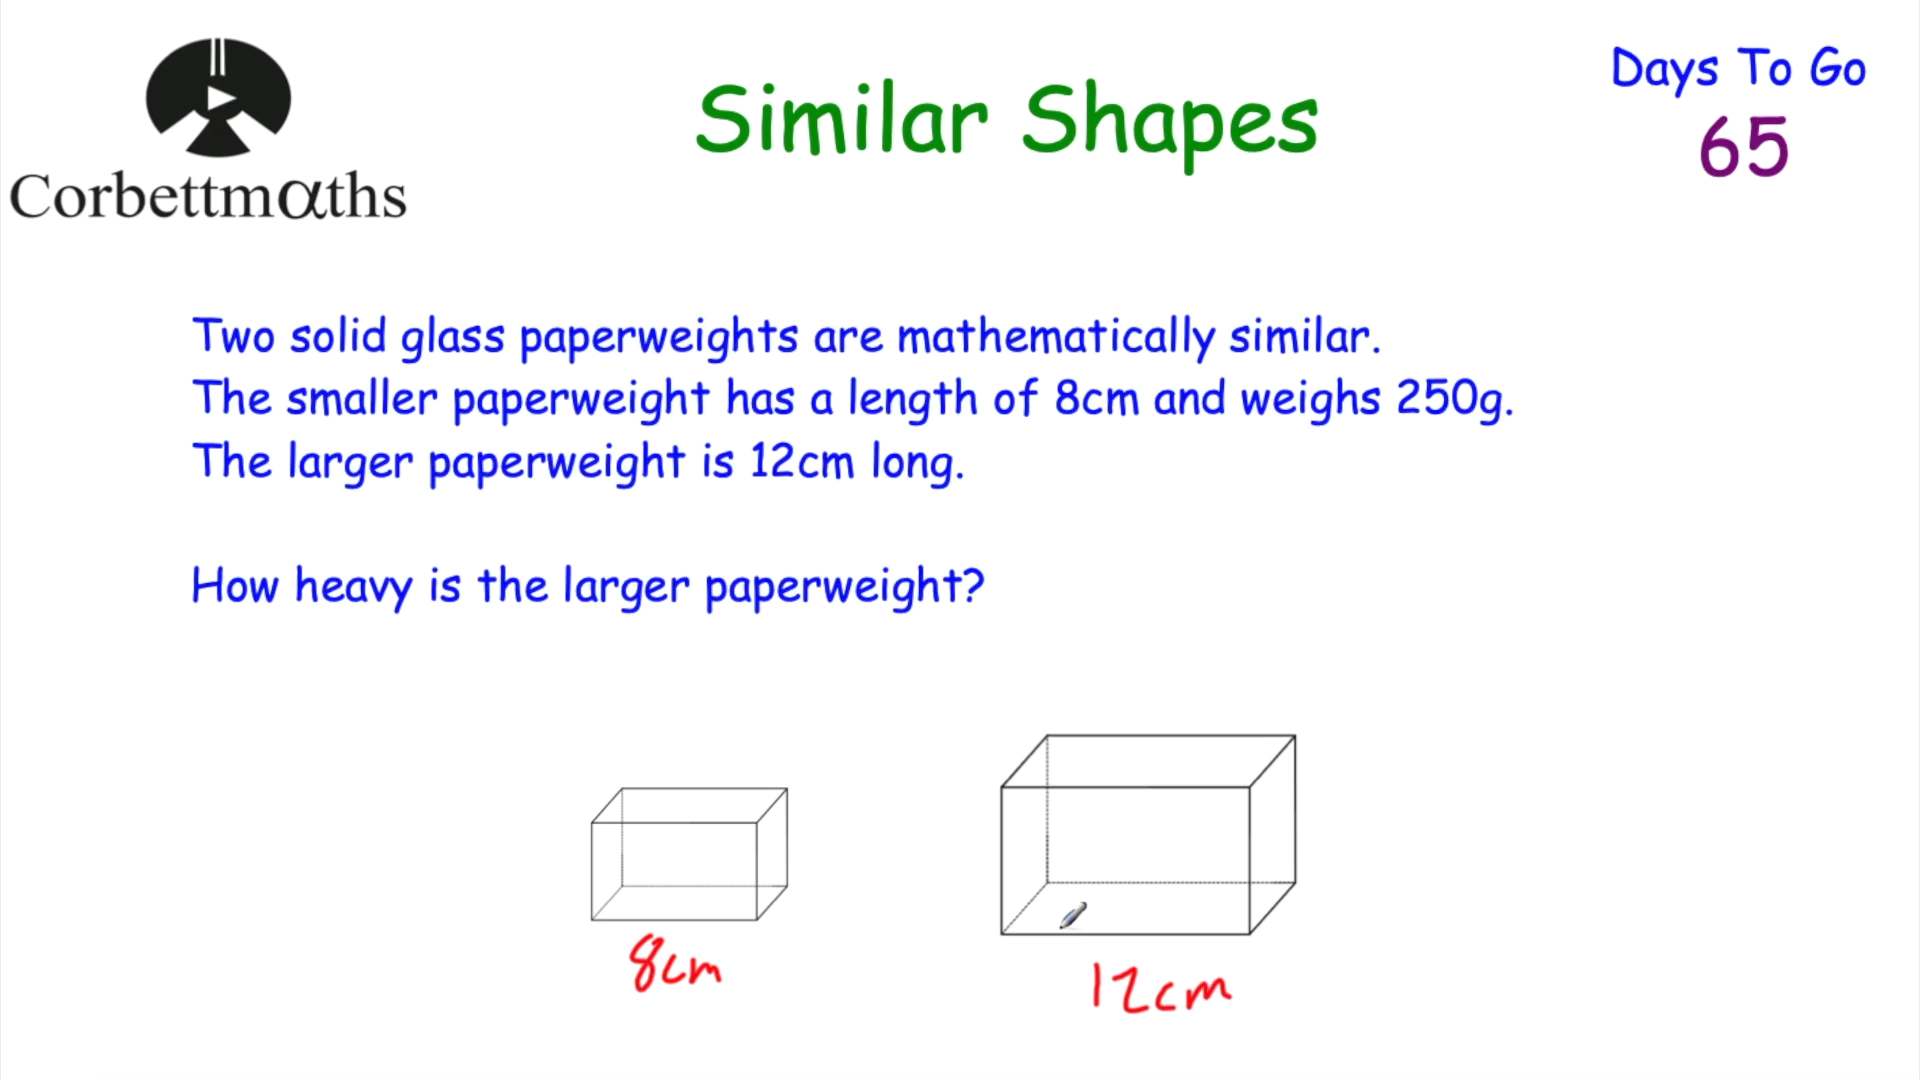 Corbettmαths
Similar Shapes
Days To Go
65
Two solid glass paperweights are mathematically similar.
The smaller paperweight has a length of 8cm and weighs 250g.
The larger paperweight is 12cm long.
How heavy is the larger paperweight?
8cm
12cm